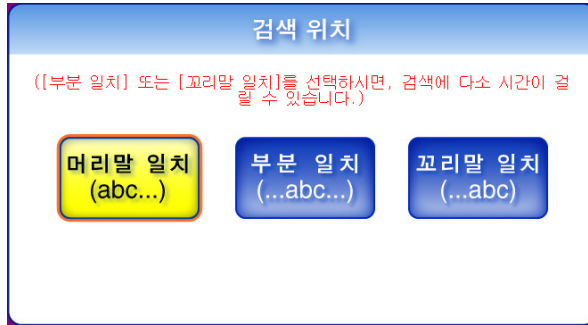 검색 위치
([부분 일치] 또는 [꼬리말 일치]를 선택하시면, 검색에 다소 시간이 걸
릴 수 있습니다.)
머리말 일치 부분 일치 꼬리말 일치
(abc...) (...abc...) (...abc)